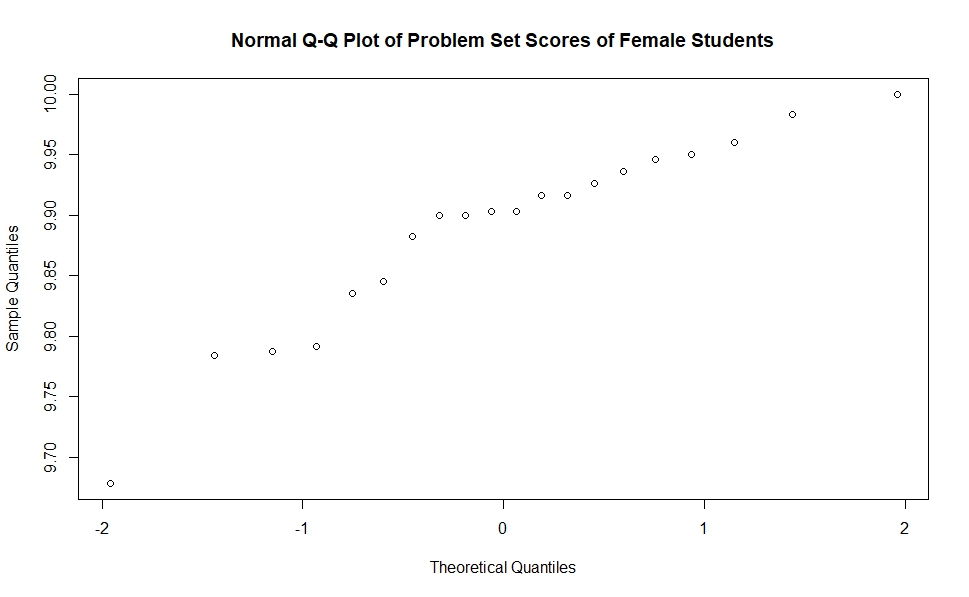 Normal Q-Q Plot of Problem Set Scores of Female Students
Sample Quantiles
10.00
9.95
9.90
9.85
9.80
9.75
9.70
-2 -1 0 1 2
Theoretical Quantiles